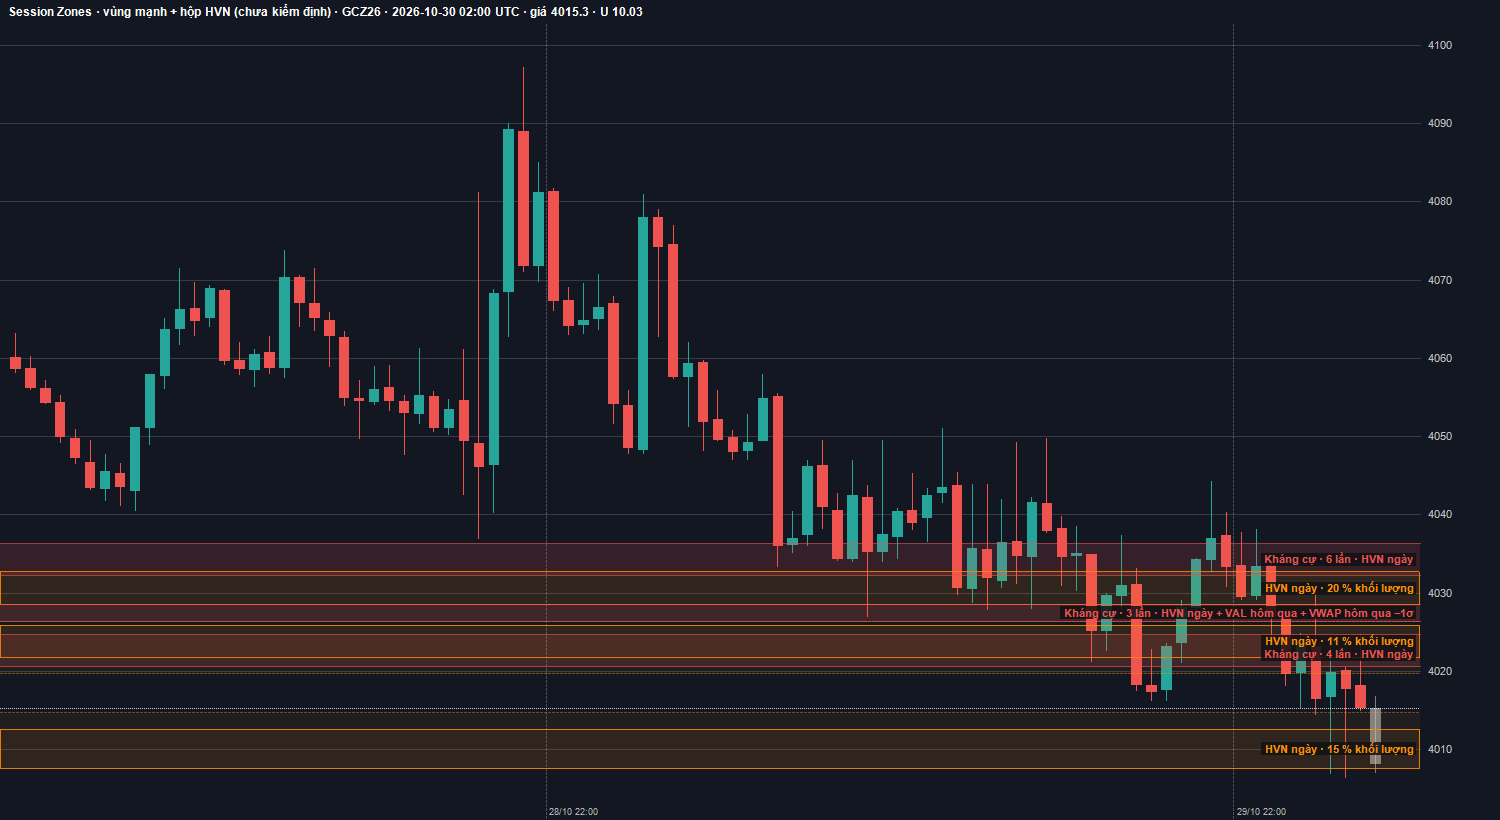 Session Zones · vùng mạnh + hộp HVN (chưa kiểm định) · GCZ26 · 2026-10-30 02:00 UTC · giá 4015.3 · U 10.03
4100
4090
4080
4070
4060
4050
4040
Kháng cự · 6 lần · HVN ngày
HVN ngày · 20 % khối lượng
4030
Kháng cự · 3 lần · HVN ngày + VAL hôm qua + VWAP hôm qua −1σ
HVN ngày · 11 % khối lượng
Kháng cự · 4 lần · HVN ngày
4020
HVN ngày · 15 % khối lượng
4010
28/10 22:00
29/10 22:00